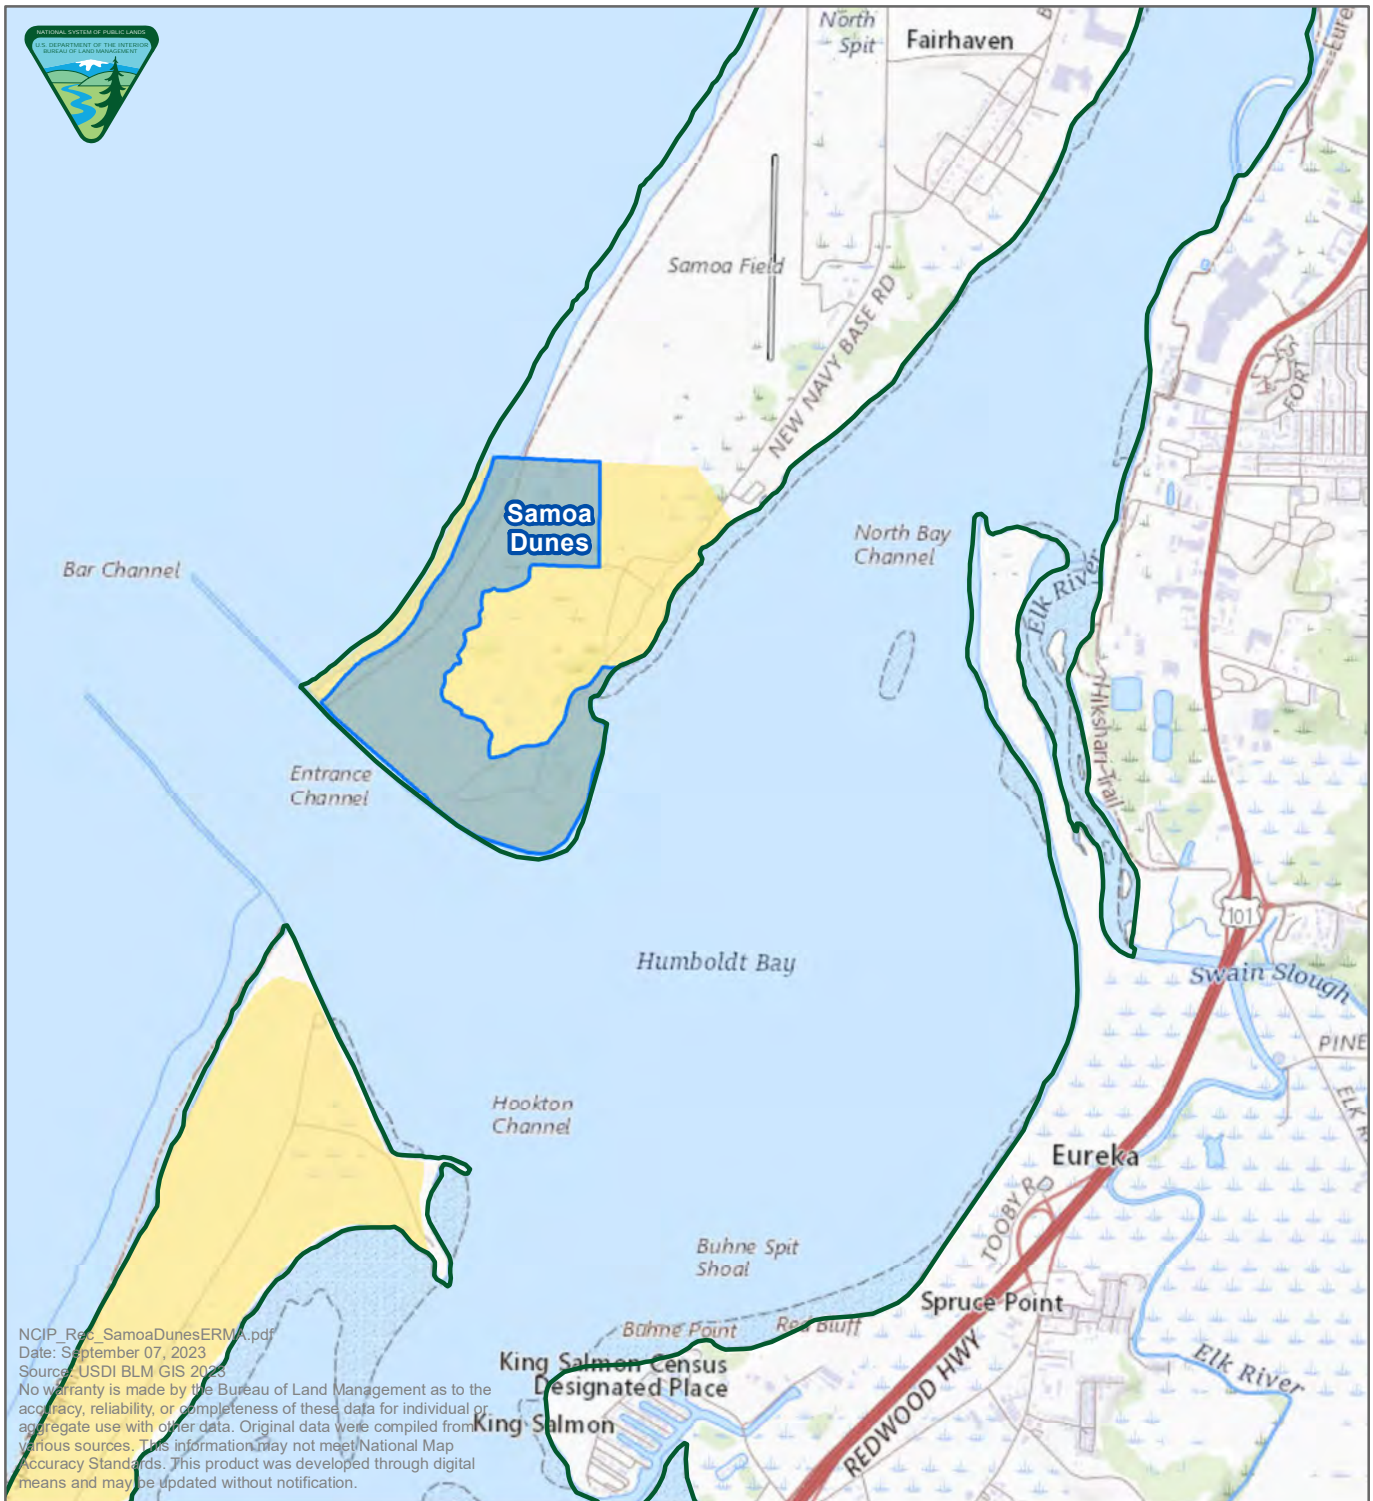 NATIONAL SYSTEM OF PUBLIC LANDS
U.S. DEPARTMENT OF THE INTERIOR
BUREAU OF LAND MANAGEMENT
North
Spit
Fairhaven
Samoa Field
NEW NAVY BASE RD
FORT
Samoa
Dunes
North Bay
Channel
Elk River
Bar Channel
Hikshari Trail
Entrance
Channel
101
Humboldt Bay
Swain Slough
PINE
Hookton
Channel
Eureka
TOOBY R
Buhne Spit
Shoal
Spruce Point
Buhne Point
Red Bluff
Elk River
King Salmon Census
Designated Place
King Salmon
REDWOOD HWY
NCIP_Rec_SamoaDunesERMA.pdf
Date: September 07, 2023
Source: USDI BLM GIS 2023
No warranty is made by the Bureau of Land Management as to the
accuracy, reliability, or completeness of these data for individual or
aggregate use with other data. Original data were compiled from
various sources. This information may not meet National Map
Accuracy Standards. This product was developed through digital
means and may be updated without notification.